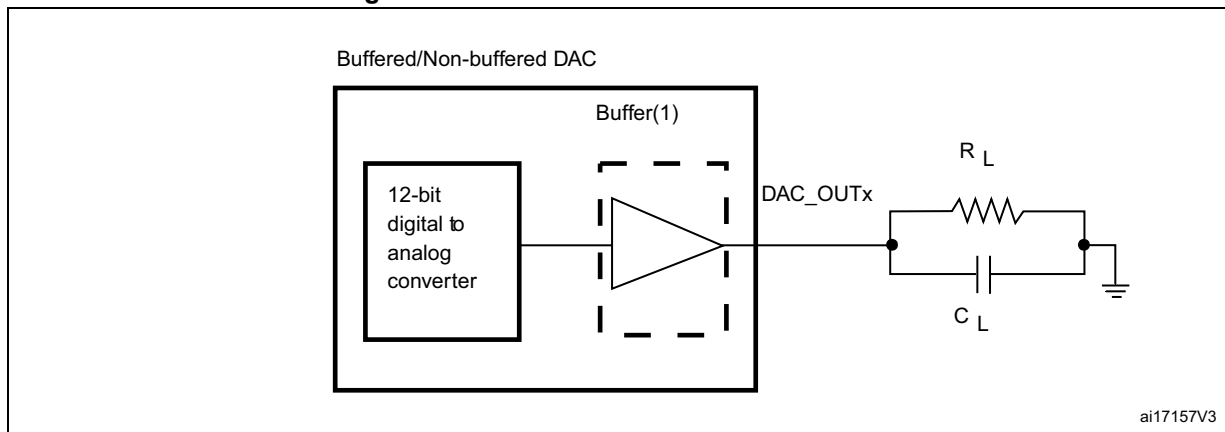 Buffered/Non-buffered DAC
Buffer(1)
12-bit
digital to
analog
converter
DAC_OUTx
R L
C L
ai17157V3